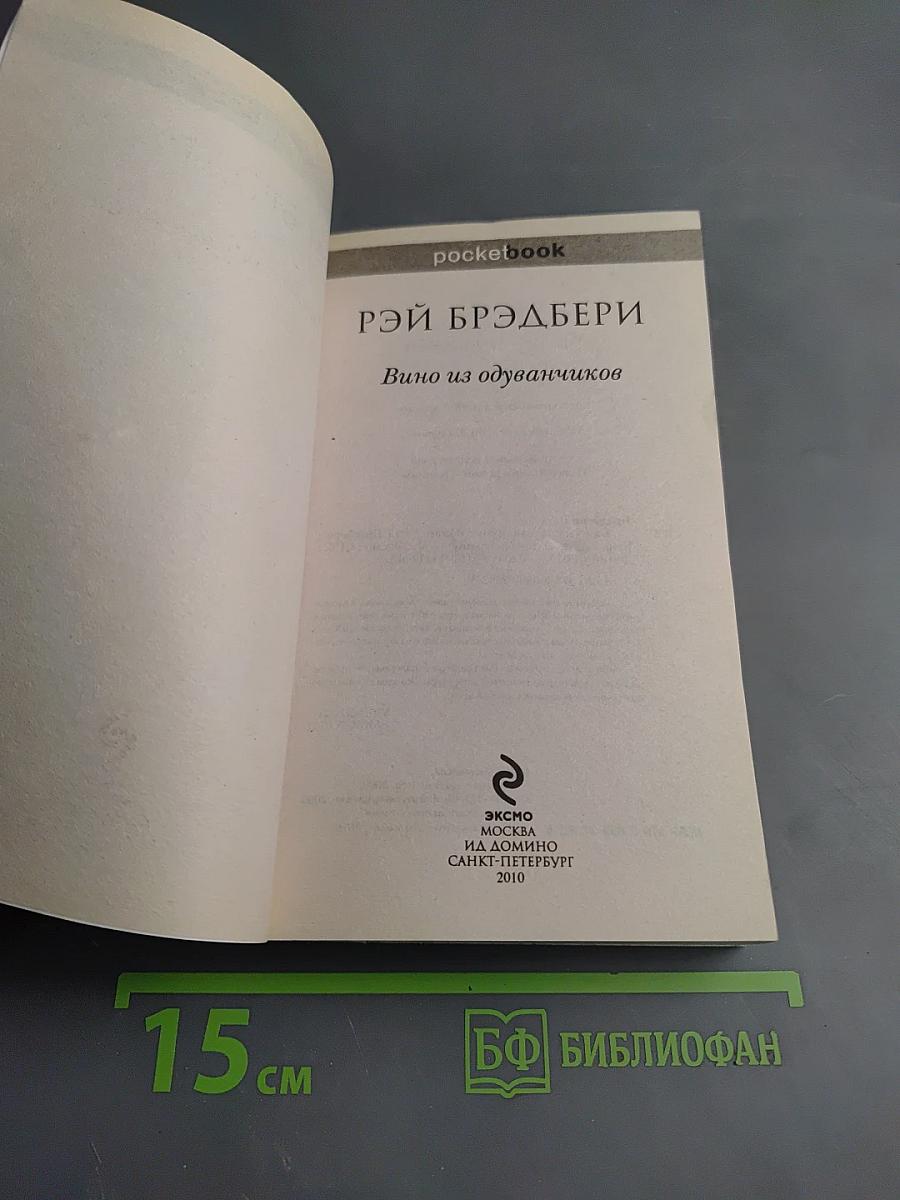 pocketbook
РЭЙ БРЭДБЕРИ
Вино из одуванчиков
ЭКСМО
МОСКВА
ИД ДОМИНО
САНКТ-ПЕТЕРБУРГ
2010
15 см
БФ БИБЛИОФАН